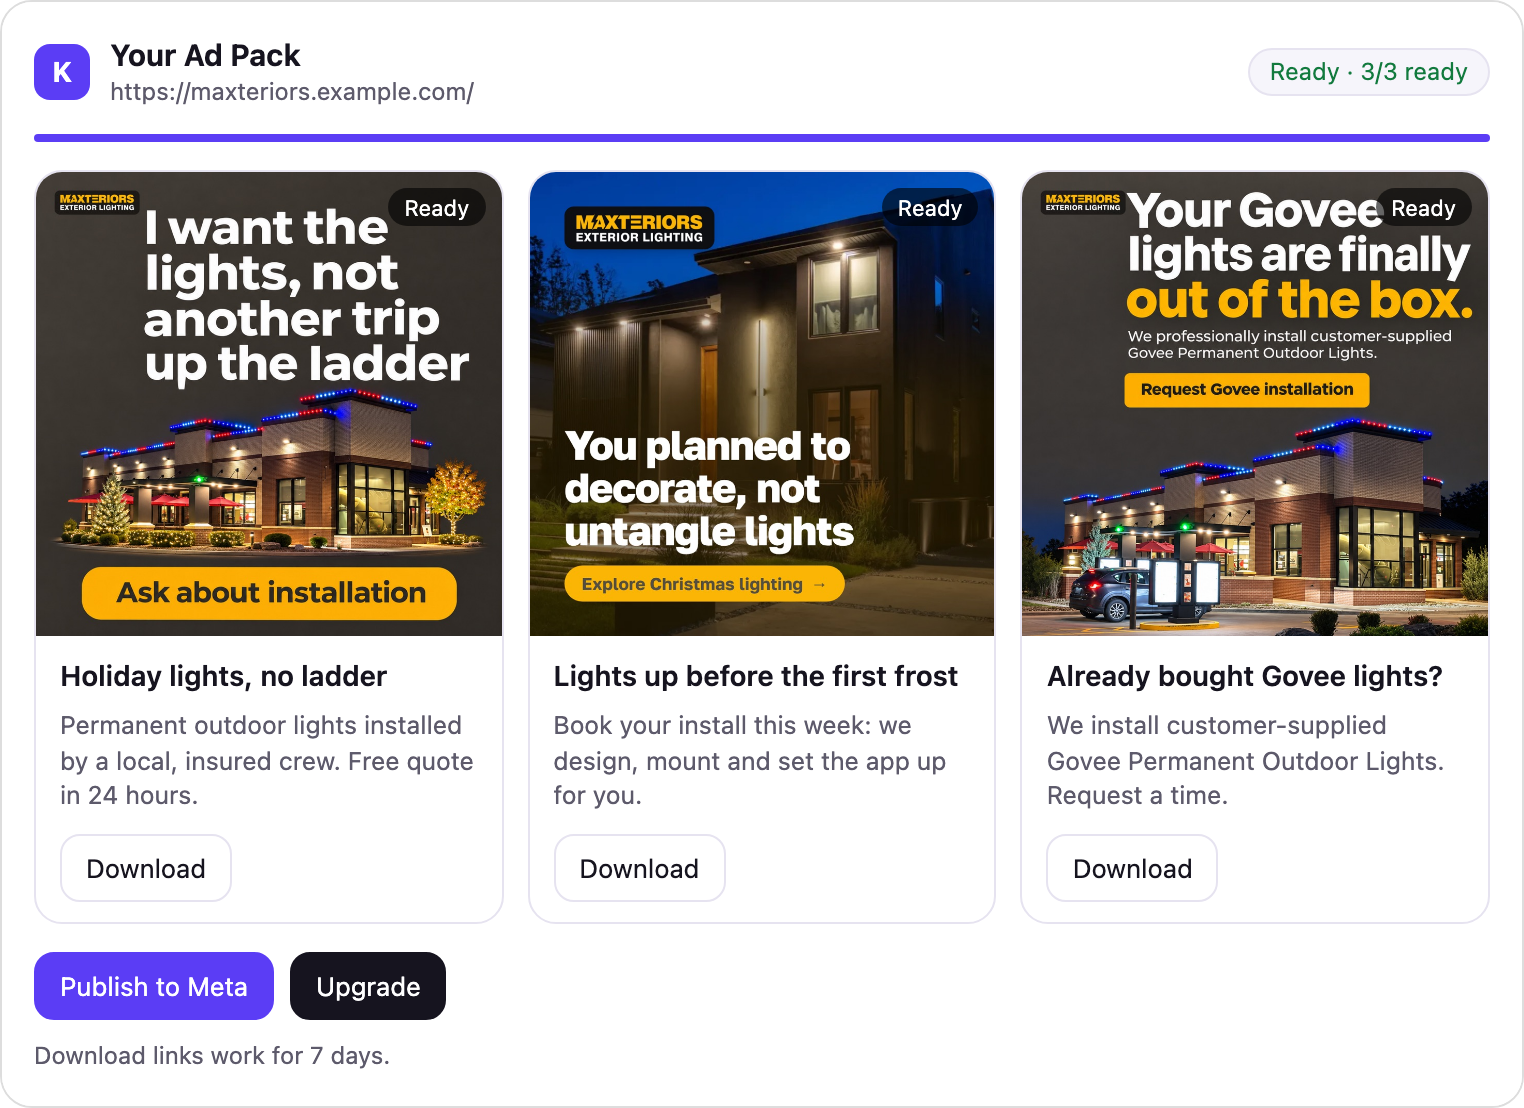 K
Your Ad Pack
https://maxteriors.example.com/
Ready · 3/3 ready
MAXTERIORS
EXTERIOR LIGHTING
Ready
I want the
lights, not
another trip
up the ladder
Ask about installation
Holiday lights, no ladder
Permanent outdoor lights installed
by a local, insured crew. Free quote
in 24 hours.
Download
MAXTERIORS
EXTERIOR LIGHTING
Ready
You planned to
decorate, not
untangle lights
Explore Christmas lighting →
Lights up before the first frost
Book your install this week: we
design, mount and set the app up
for you.
Download
MAXTERIORS
EXTERIOR LIGHTING
Ready
Your Govee
lights are finally
out of the box.
We professionally install customer-supplied
Govee Permanent Outdoor Lights.
Request Govee installation
Already bought Govee lights?
We install customer-supplied
Govee Permanent Outdoor Lights.
Request a time.
Download
Publish to Meta
Upgrade
Download links work for 7 days.